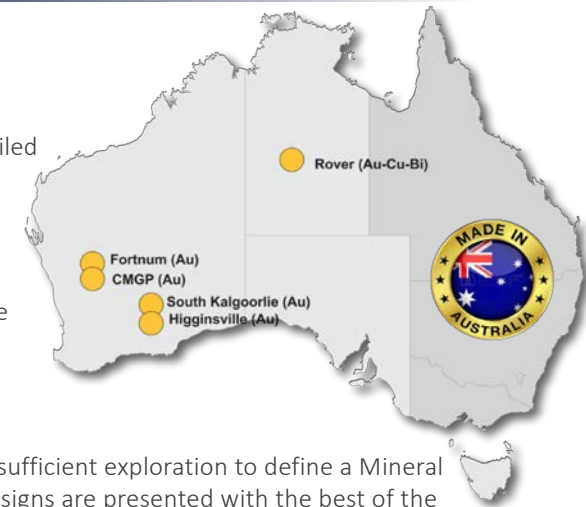 iled
Rover (Au-Cu-Bi)
MADE IN
AUSTRALIA
Fortnum (Au)
CMGP (Au)
South Kalgoorlie (Au)
Higginsville (Au)
e
sufficient exploration to define a Mineral
signs are presented with the best of the